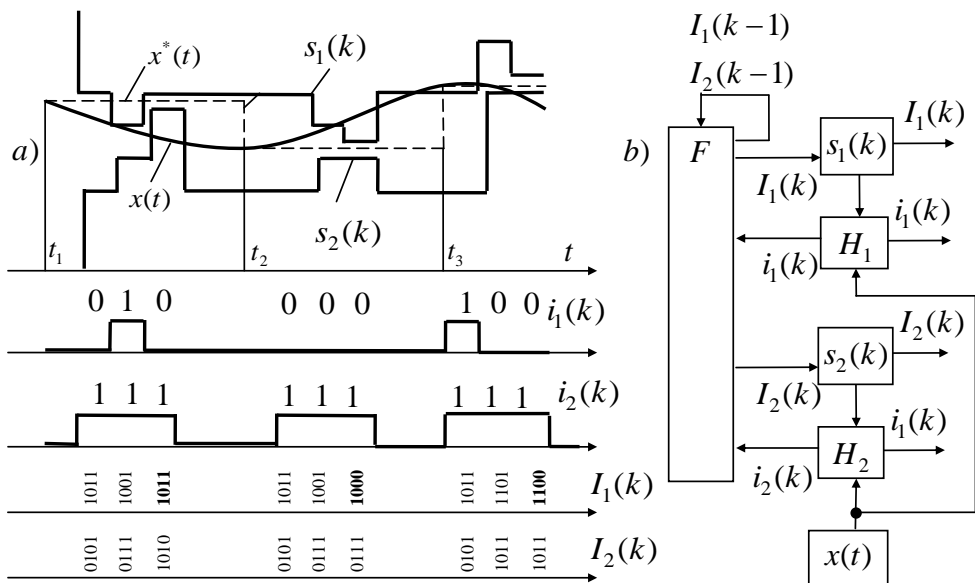 x*(t)
s₁(k)
a)
x(t)
s₂(k)
t₁
t₂
t₃
t
0 1 0 0 0 0 1 0 0 i₁(k)
1 1 1 1 1 1 1 1 1 i₂(k)
1011 1001 1011 1011 1001 1000 1011 1101 1100 I₁(k)
0101 0111 1010 0101 0111 0111 0101 1011 1011 I₂(k)
I₁(k−1)
I₂(k−1)
b)
F
s₁(k)
I₁(k)
I₁(k)
H₁
i₁(k)
i₁(k)
s₂(k)
I₂(k)
I₂(k)
H₂
i₁(k)
i₂(k)
x(t)